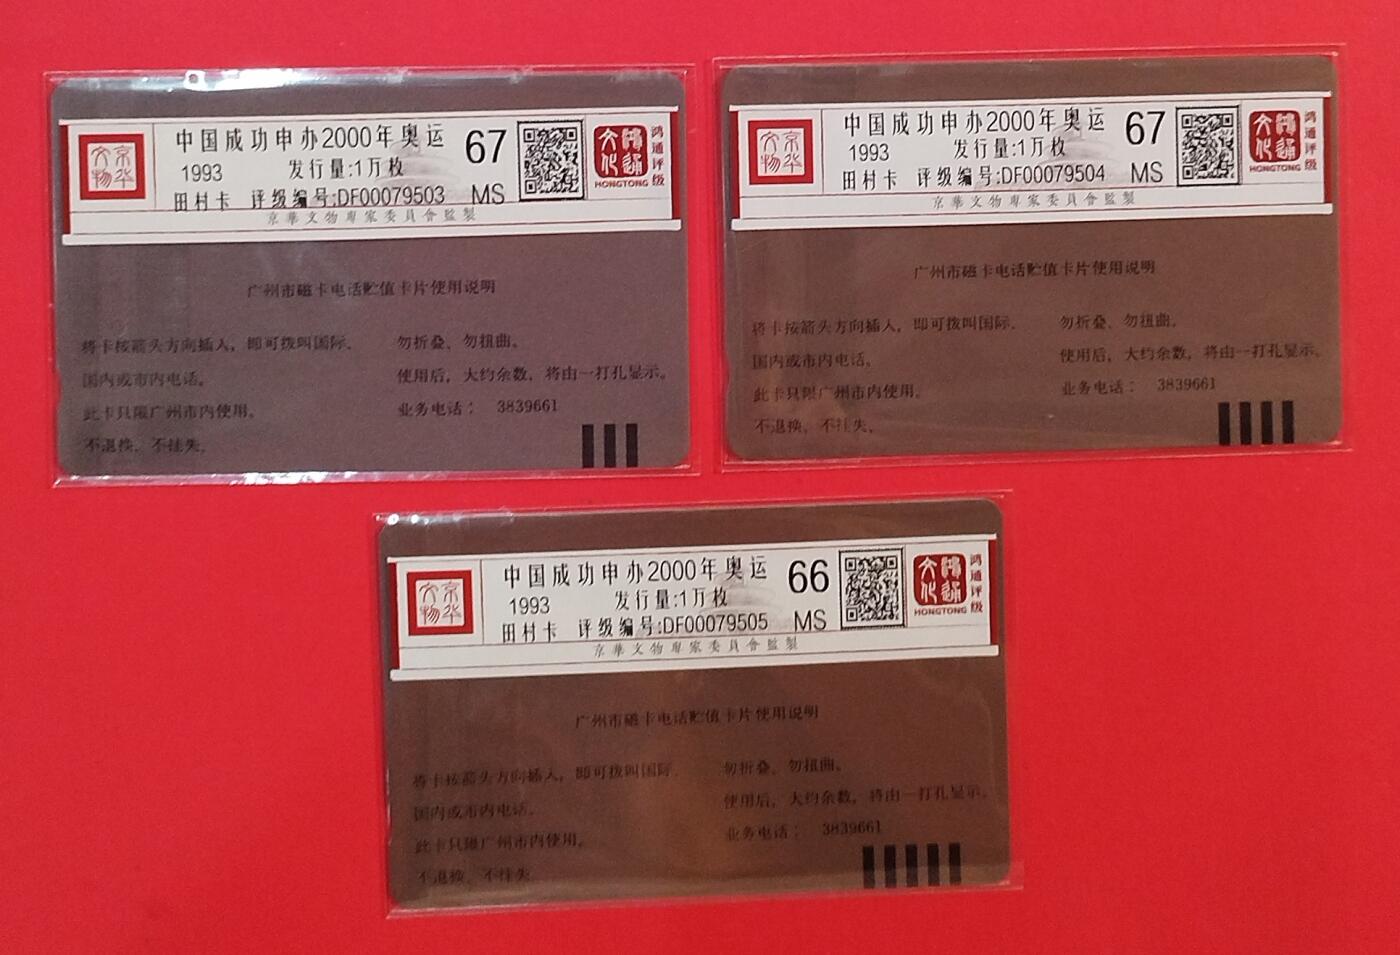 京华
文物
中国成功申办2000年奥运
1993
发行量:1万枚
田村卡 评级编号:DF00079503
67
MS
鸿通
文化
HONGTONG
鸿通评级
京華文物專家委員會監製
广州市磁卡电话贮值卡片使用说明
将卡按箭头方向插入，即可拨叫国际、
国内或市内电话。
此卡只限广州市内使用。
不退换、不挂失。
勿折叠、勿扭曲。
使用后，大约余数，将由一打孔显示。
业务电话： 3839661
京华
文物
中国成功申办2000年奥运
1993
发行量:1万枚
田村卡 评级编号:DF00079504
67
MS
鸿通
文化
HONGTONG
鸿通评级
京華文物專家委員會監製
广州市磁卡电话贮值卡片使用说明
将卡按箭头方向插入，即可拨叫国际、
国内或市内电话。
此卡只限广州市内使用。
不退换、不挂失。
勿折叠、勿扭曲。
使用后，大约余数，将由一打孔显示。
业务电话： 3839661
京华
文物
中国成功申办2000年奥运
1993
发行量:1万枚
田村卡 评级编号:DF00079505
66
MS
鸿通
文化
HONGTONG
鸿通评级
京華文物專家委員會監製
广州市磁卡电话贮值卡片使用说明
将卡按箭头方向插入，即可拨叫国际、
国内或市内电话。
此卡只限广州市内使用。
不退换、不挂失
勿折叠、勿扭曲。
使用后，大约余数，将由一打孔显示。
业务电话： 3839661